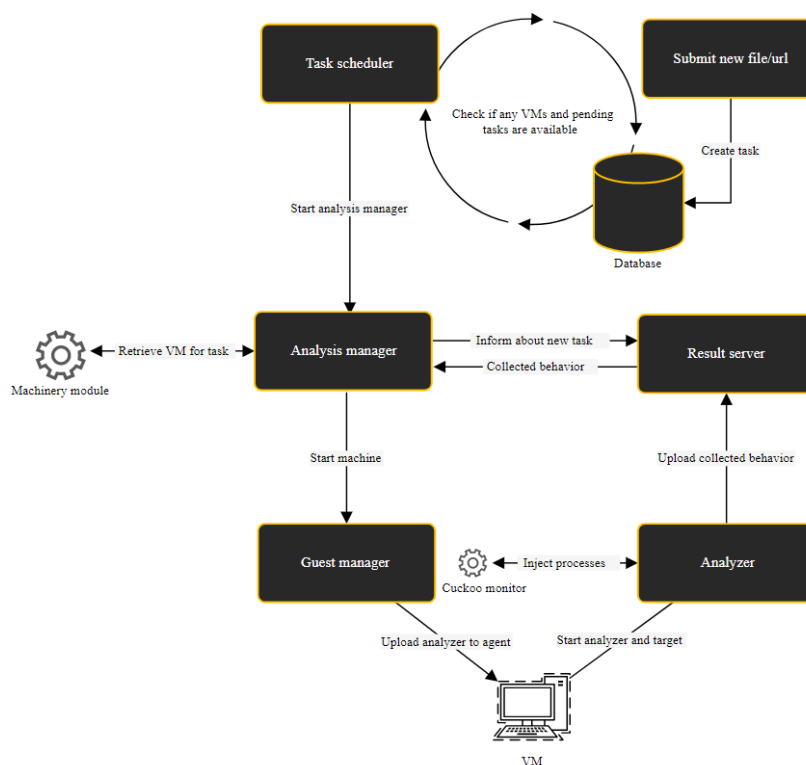 Task scheduler
Submit new file/url
Check if any VMs and pending
tasks are available
Create task
Start analysis manager
Database
Analysis manager
Inform about new task
Result server
Retrieve VM for task
Collected behavior
Machinery module
Start machine
Upload collected behavior
Guest manager
Inject processes
Analyzer
Cuckoo monitor
Upload analyzer to agent
Start analyzer and target
VM